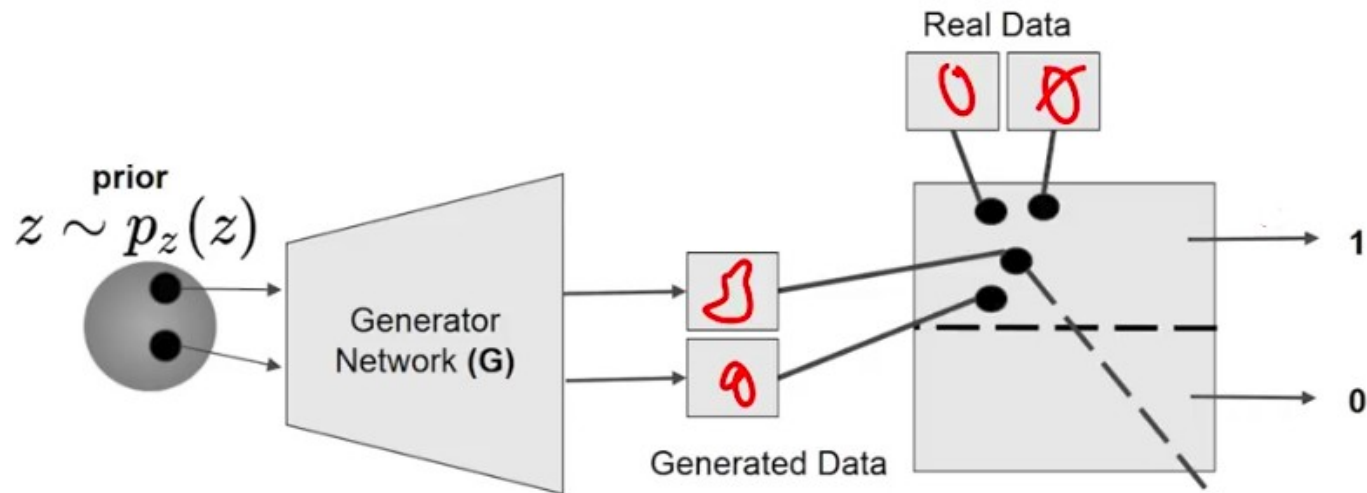 Real Data
prior
z ∼ p_z(z)
1
Generator
Network (G)
0
Generated Data